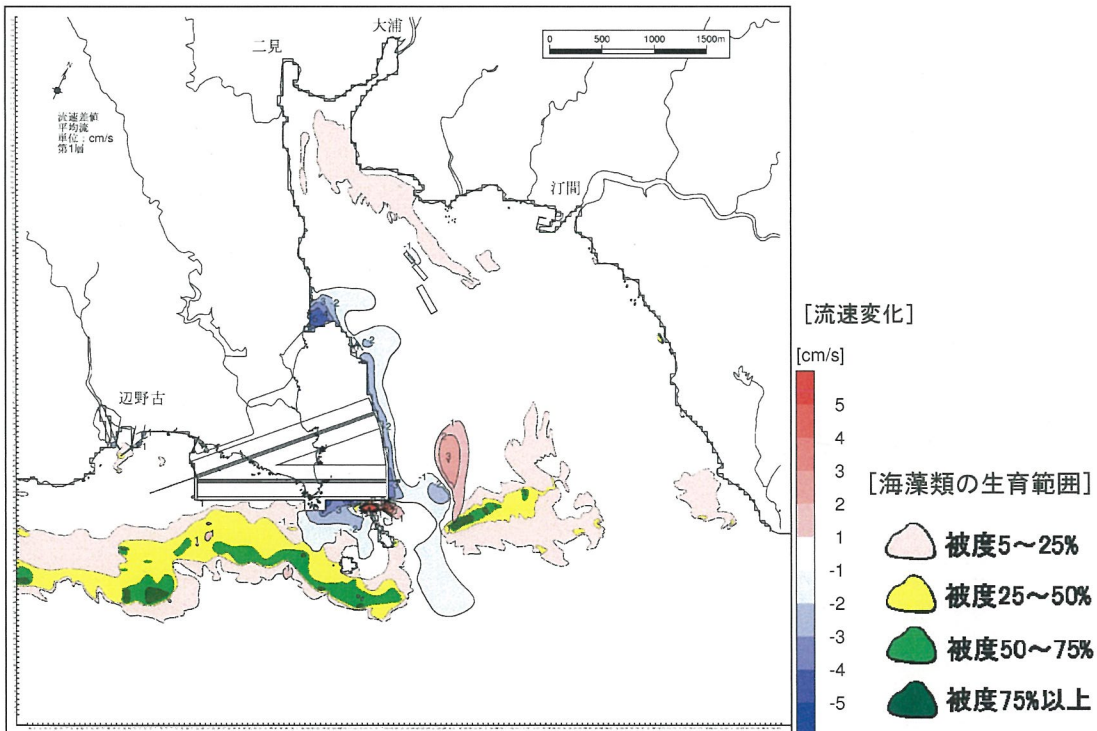 大浦
二見
0 500 1000 1500m
N
流速差値
平均流
単位：cm/s
第1層
汀間
辺野古
[流速変化]
[cm/s]
5
4
3
2
1
-1
-2
-3
-4
-5
[海藻類の生育範囲]
被度5～25%
被度25～50%
被度50～75%
被度75%以上